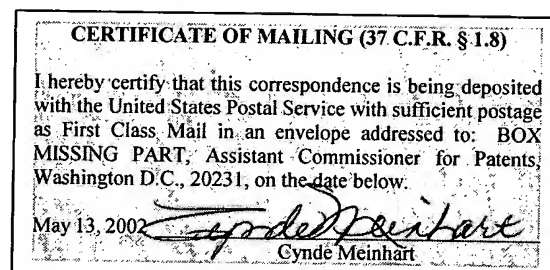 CERTIFICATE OF MAILING (37 C.F.R. § 1.8)
I hereby certify that this correspondence is being deposited
with the United States Postal Service with sufficient postage
as First Class Mail in an envelope addressed to: BOX
MISSING PART, Assistant Commissioner for Patents,
Washington D.C., 20231, on the date below.
May 13, 2002 Cynde Meinhart
Cynde Meinhart